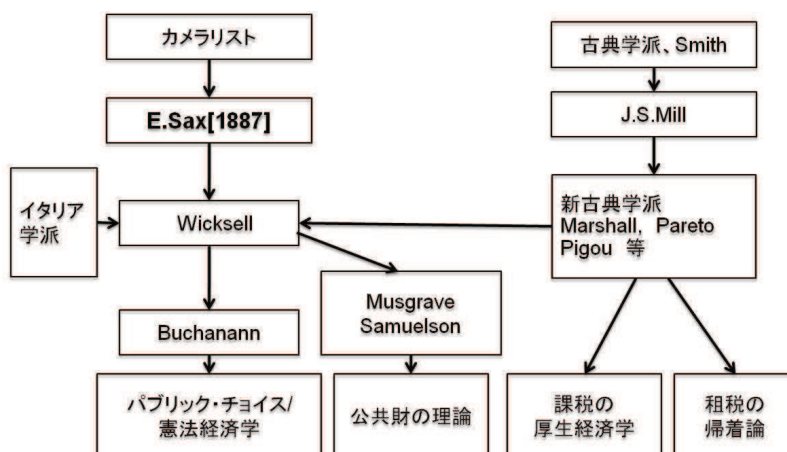 カメラリスト
古典学派、Smith
E.Sax[1887]
J.S.Mill
イタリア
学派
Wicksell
新古典学派
Marshall, Pareto
Pigou 等
Musgrave
Samuelson
Buchanann
パブリック・チョイス/
憲法経済学
公共財の理論
課税の
厚生経済学
租税の
帰着論